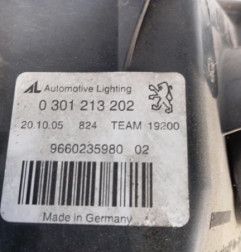 AL Automotive Lighting
0 301 213 202
20.10.05 824 TEAM 19200
9660235980 02
Made in Germany